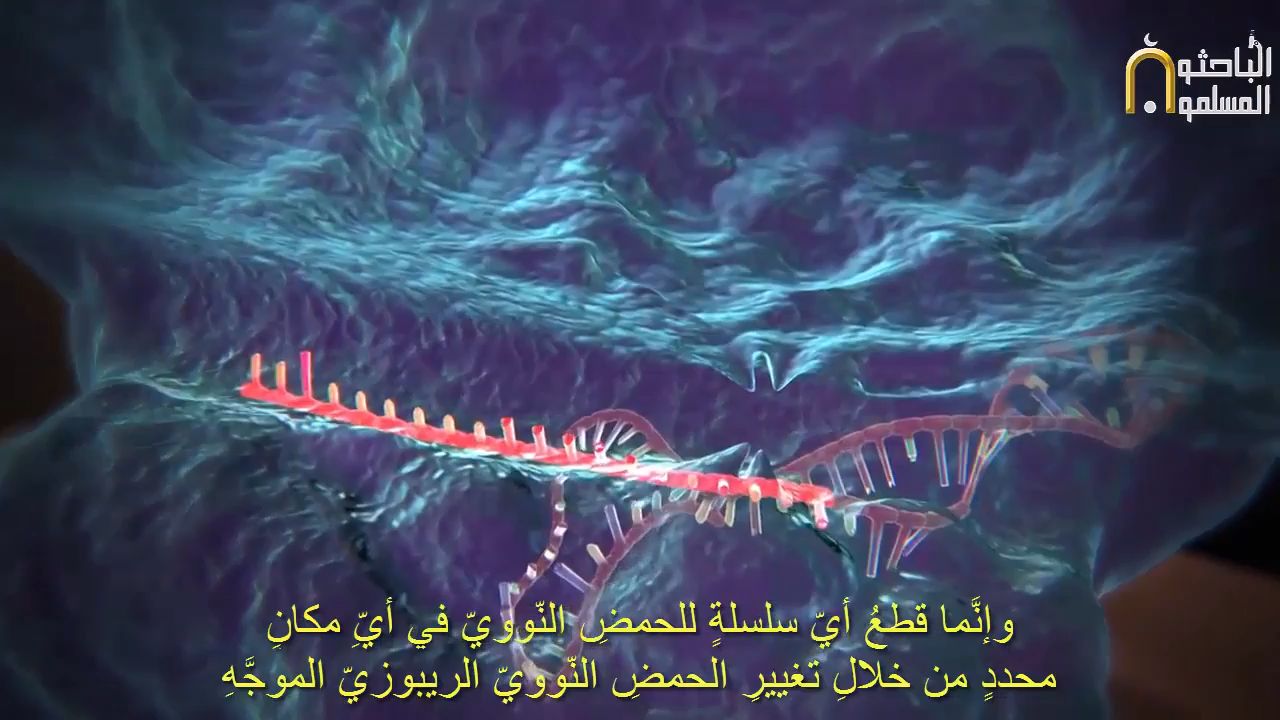 الباحثون
المسلمون
وإنَّما قطعُ أيّ سلسلةٍ للحمضِ النّوويّ في أيِّ مكانِ
محددٍ من خلالِ تغييرِ الحمضِ النّوويّ الريبوزيّ الموجَّهِ